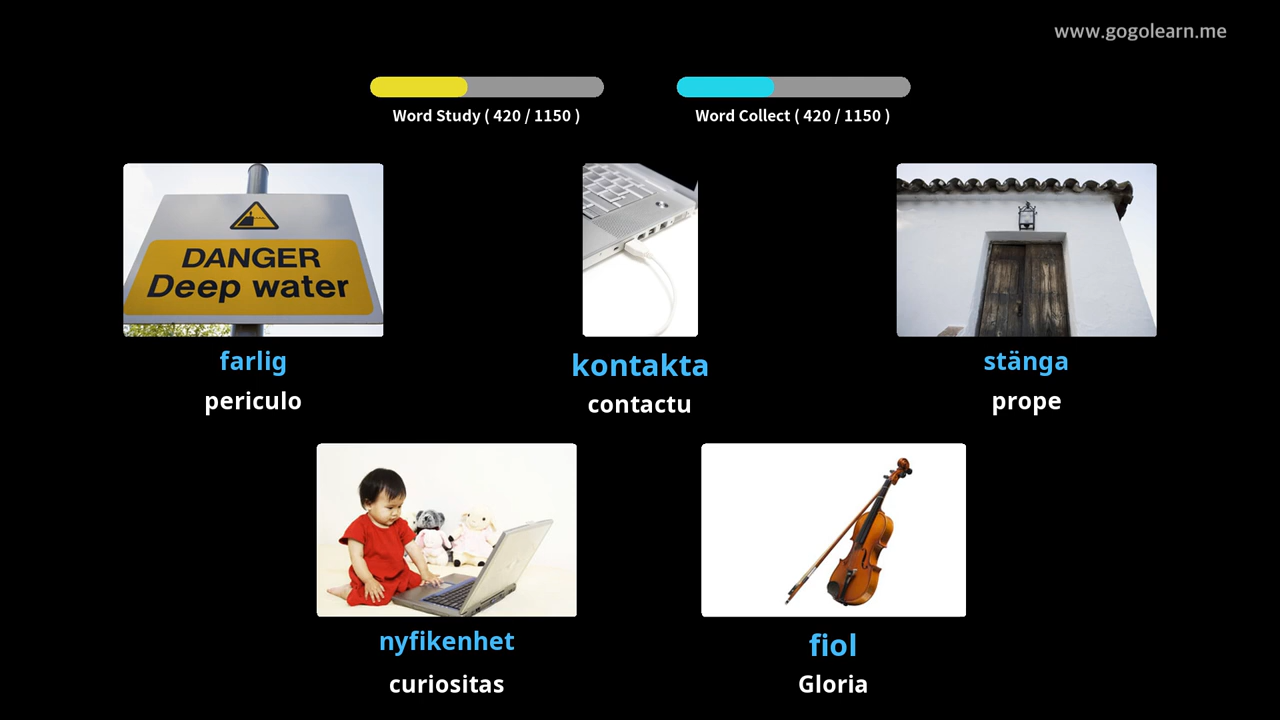 www.gogolearn.me
Word Study ( 420 / 1150 )
Word Collect ( 420 / 1150 )
DANGER
Deep water
farlig
periculo
kontakta
contactu
stänga
prope
nyfikenhet
curiositas
fiol
Gloria